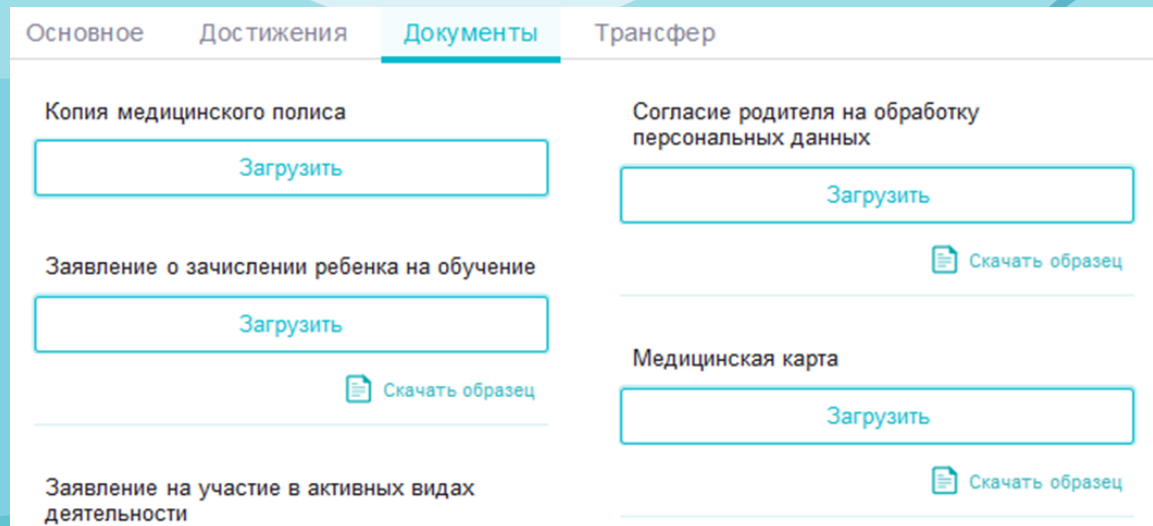 Основное Достижения Документы Трансфер
Копия медицинского полиса
Загрузить
Заявление о зачислении ребенка на обучение
Загрузить
Скачать образец
Заявление на участие в активных видах
деятельности
Согласие родителя на обработку
персональных данных
Загрузить
Скачать образец
Медицинская карта
Загрузить
Скачать образец